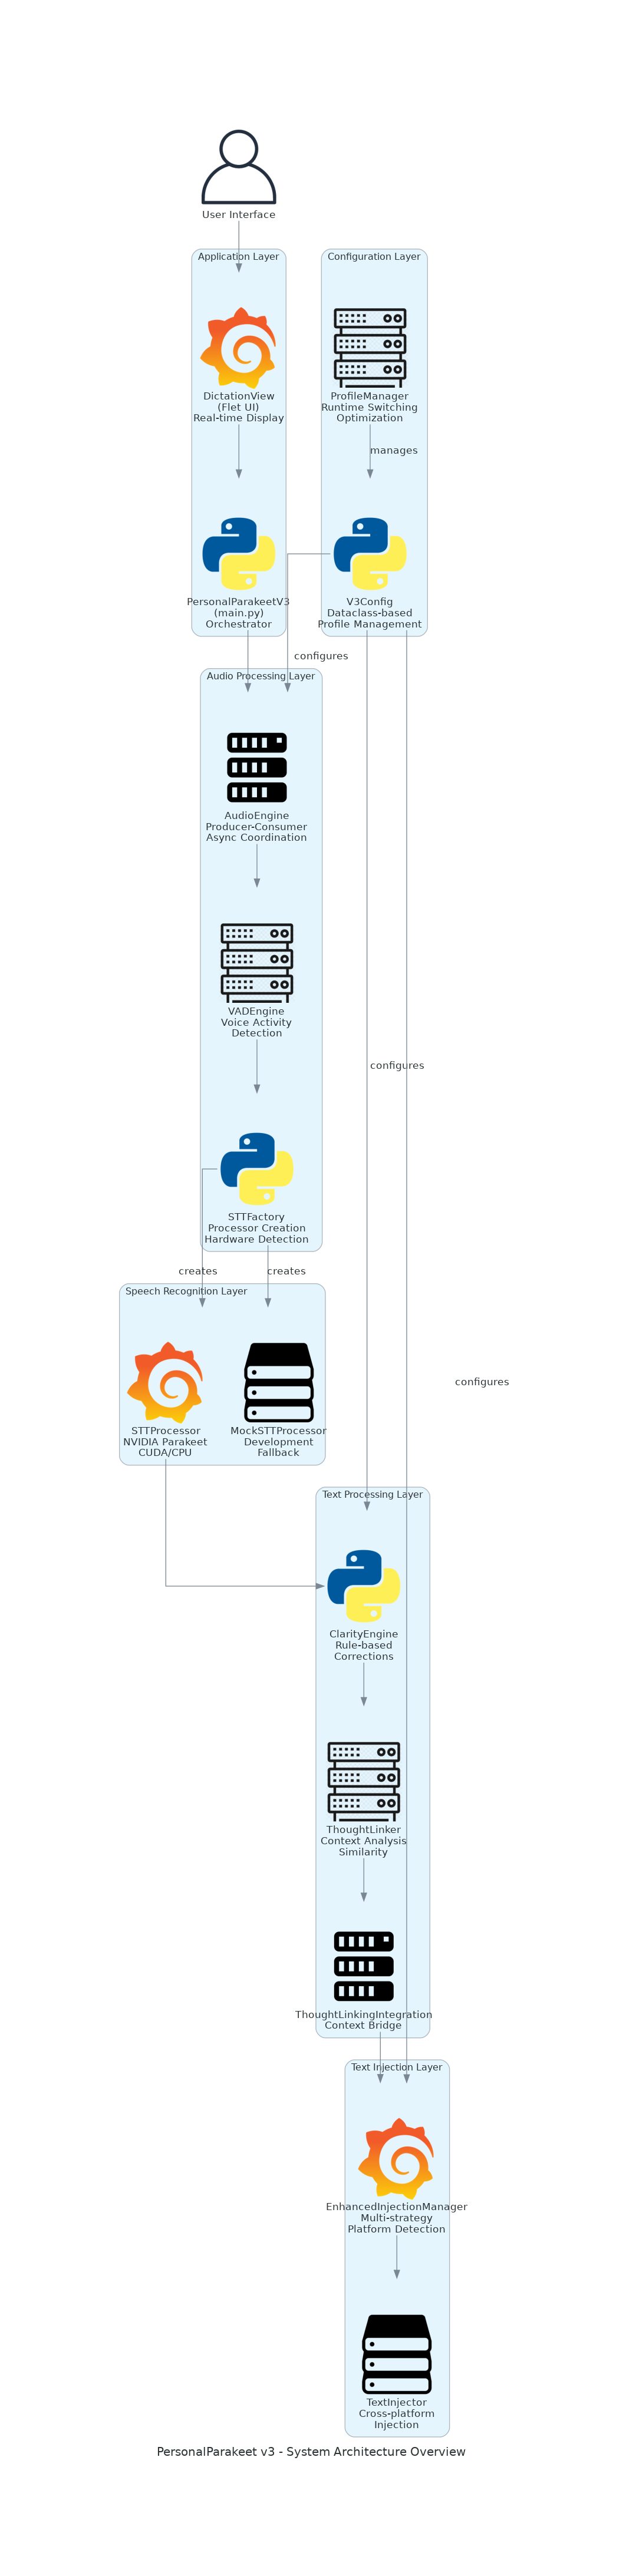 User Interface
Application Layer
Configuration Layer
DictationView
(Flet UI)
Real-time Display
ProfileManager
Runtime Switching
Optimization
manages
PersonalParakeetV3
(main.py)
Orchestrator
V3Config
Dataclass-based
Profile Management
configures
Audio Processing Layer
AudioEngine
Producer-Consumer
Async Coordination
VADEngine
Voice Activity
Detection
configures
STTFactory
Processor Creation
Hardware Detection
creates
creates
Speech Recognition Layer
configures
STTProcessor
NVIDIA Parakeet
CUDA/CPU
MockSTTProcessor
Development
Fallback
Text Processing Layer
ClarityEngine
Rule-based
Corrections
ThoughtLinker
Context Analysis
Similarity
ThoughtLinkingIntegration
Context Bridge
Text Injection Layer
EnhancedInjectionManager
Multi-strategy
Platform Detection
TextInjector
Cross-platform
Injection
PersonalParakeet v3 - System Architecture Overview